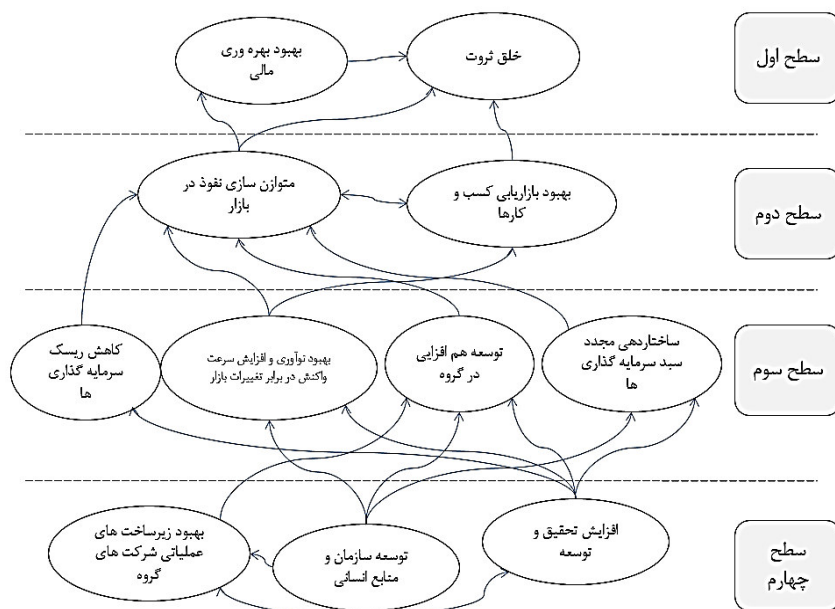 سطح اول
خلق ثروت
بهبود بهره وری
مالی
سطح دوم
بهبود بازاریابی کسب و
کارها
متوازن سازی نفوذ در
بازار
سطح سوم
ساختاردهی مجدد
سبد سرمایه گذاری
ها
توسعه هم افزایی
در گروه
بهبود نوآوری و افزایش سرعت
واکنش در برابر تغییرات بازار
کاهش ریسک
سرمایه گذاری
ها
سطح
چهارم
افزایش تحقیق و
توسعه
توسعه سازمان و
منابع انسانی
بهبود زیرساخت های
عملیاتی شرکت های
گروه